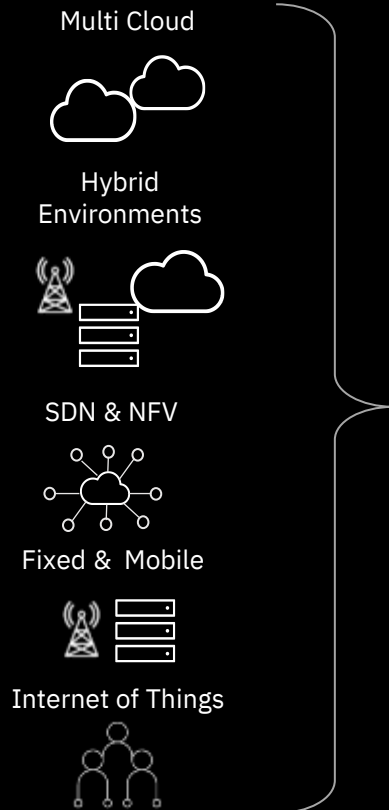 Multi Cloud
Hybrid
Environments
SDN & NFV
Fixed & Mobile
Internet of Things